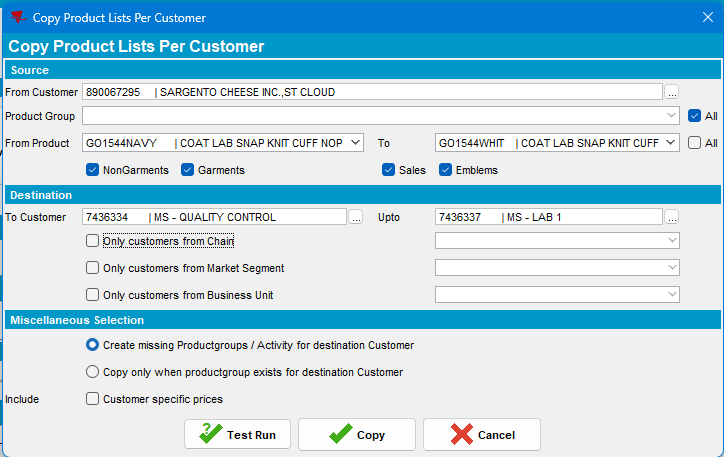 Copy Product Lists Per Customer
Copy Product Lists Per Customer
Source
From Customer 890067295 | SARGENTO CHEESE INC.,ST CLOUD ...
Product Group All
From Product GO1544NAVY | COAT LAB SNAP KNIT CUFF NOP To GO1544WHIT | COAT LAB SNAP KNIT CUFF All
NonGarments Garments Sales Emblems
Destination
To Customer 7436334 | MS - QUALITY CONTROL ... Upto 7436337 | MS - LAB 1 ...
Only customers from Chain
Only customers from Market Segment
Only customers from Business Unit
Miscellaneous Selection
Create missing Productgroups / Activity for destination Customer
Copy only when productgroup exists for destination Customer
Include Customer specific prices
Test Run Copy Cancel